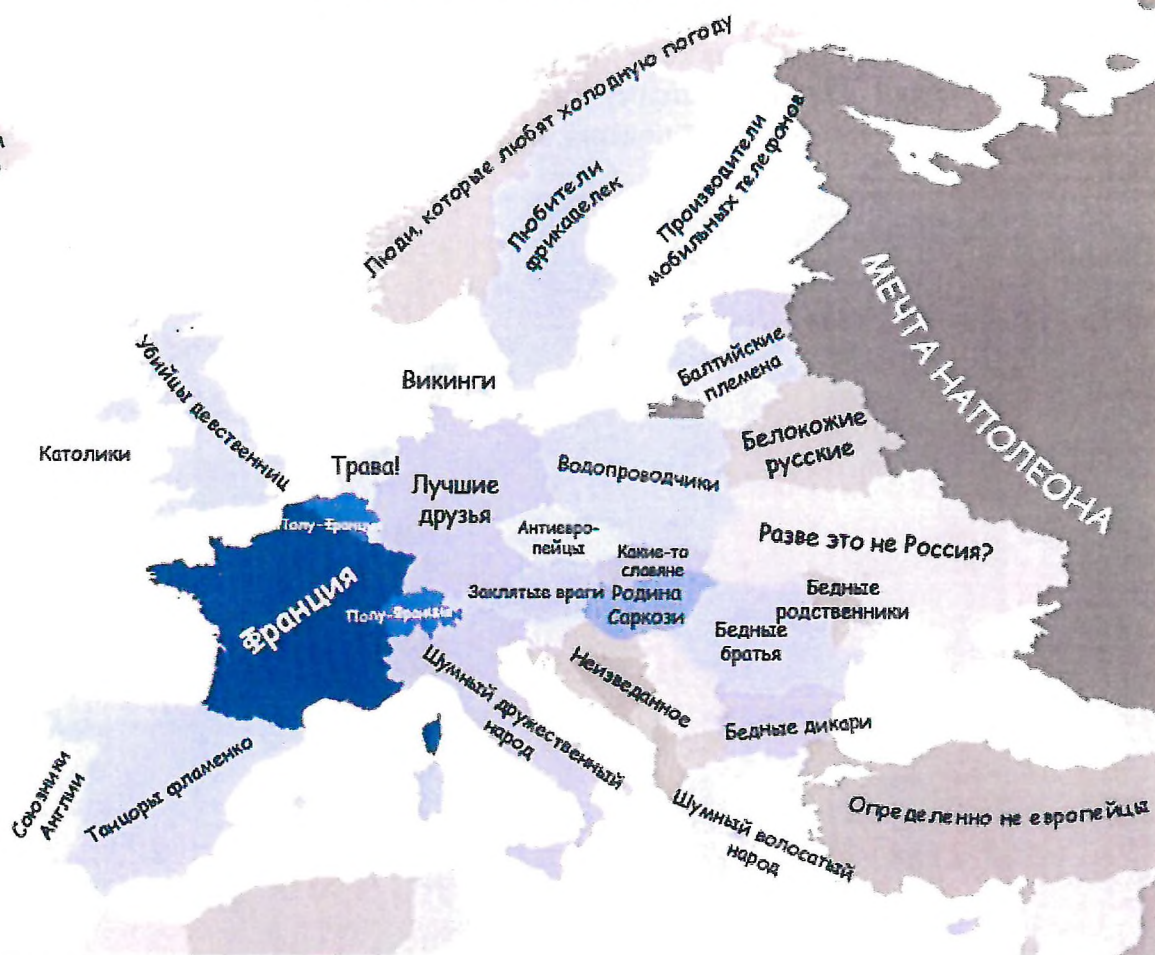 Люди, которые любят холодную погоду
Любители
фрикаделек
Производители
мобильных телефонов
МЕЧТА НАПОЛЕОНА
Балтийские
племена
Убийцы девственниц
Викинги
Белокожие
русские
Католики
Трава!
Лучшие
друзья
Водопроводчики
Полу-Франция
Антиевро-
пейцы
Разве это не Россия?
Какие-то
славяне
Франция
Заклятые враги
Родина
Саркози
Бедные
родственники
Полу-Франция
Бедные
братья
Шумный дружественный
народ
Неизведанное
Бедные дикари
Союзники
Англии
Танцоры фламенко
Шумный волосатый
народ
Определенно не европейцы